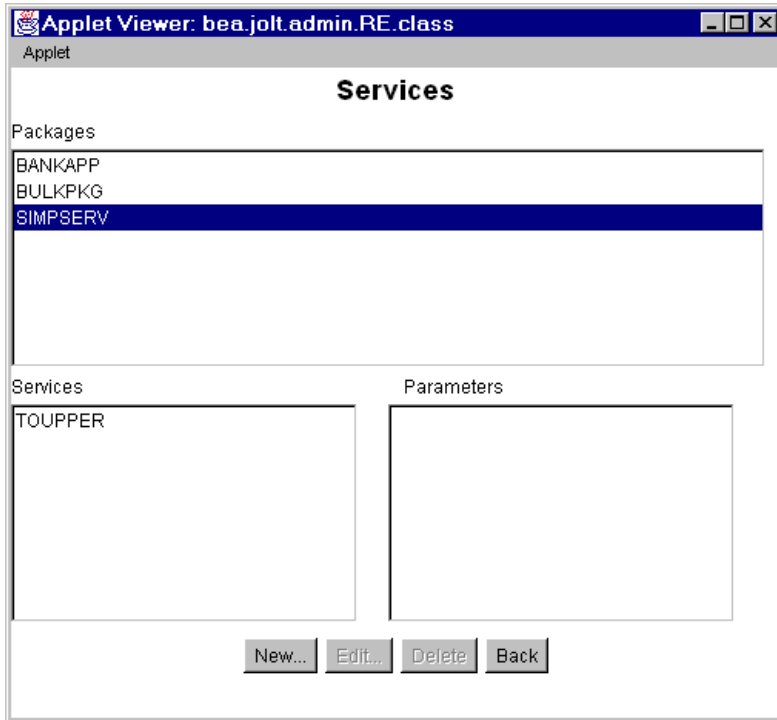 Applet Viewer: bea.jolt.admin.RE.class
Applet
Services
Packages
BANKAPP
BULKPKG
SIMPSERV
Services Parameters
TOUPPER
New... Edit... Delete Back